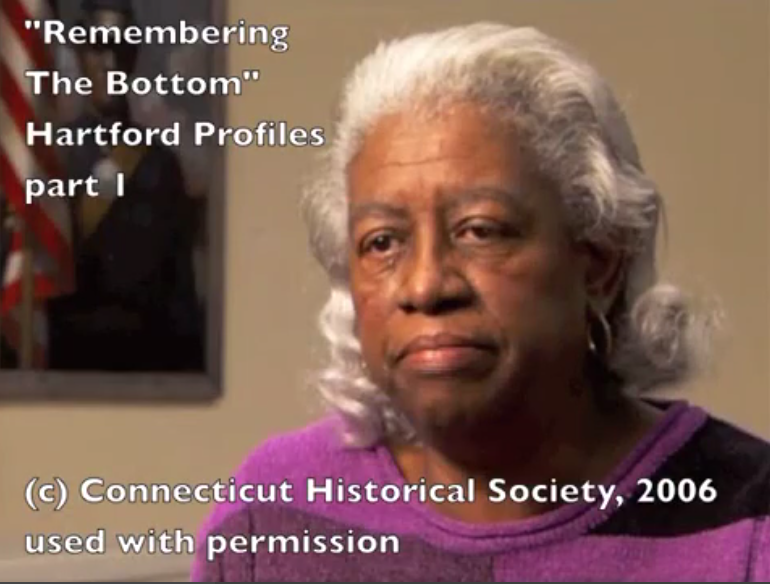 "Remembering
The Bottom"
Hartford Profiles
part 1
(c) Connecticut Historical Society, 2006
used with permission